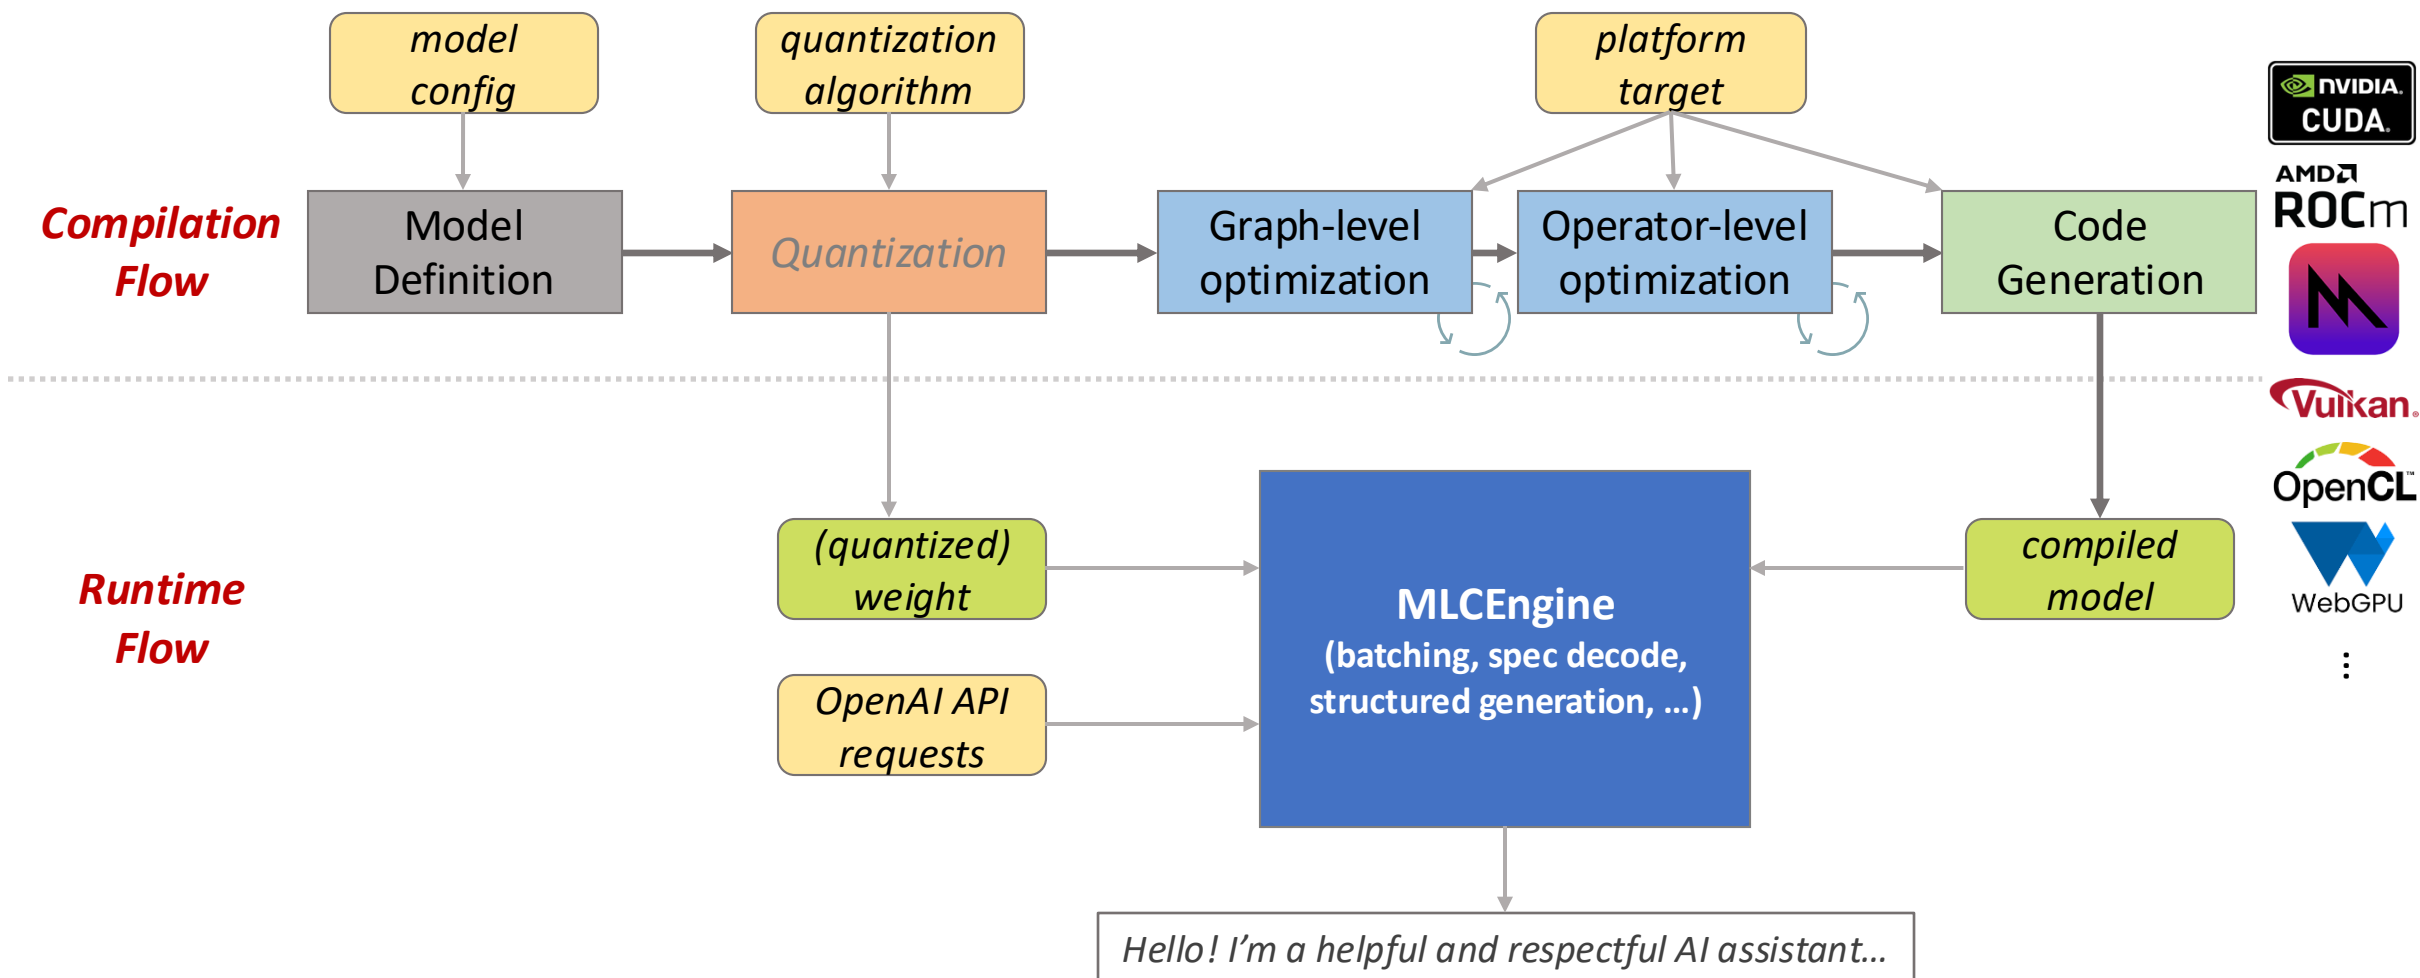 model
config
quantization
algorithm
platform
target
Compilation
Flow
Model
Definition
Quantization
Graph-level
optimization
Operator-level
optimization
Code
Generation
NVIDIA.
CUDA.
AMD
ROCm
Vulkan.
OpenCL™
WebGPU
⋮
Runtime
Flow
(quantized)
weight
OpenAI API
requests
MLCEngine
(batching, spec decode,
structured generation, …)
compiled
model
Hello! I’m a helpful and respectful AI assistant…